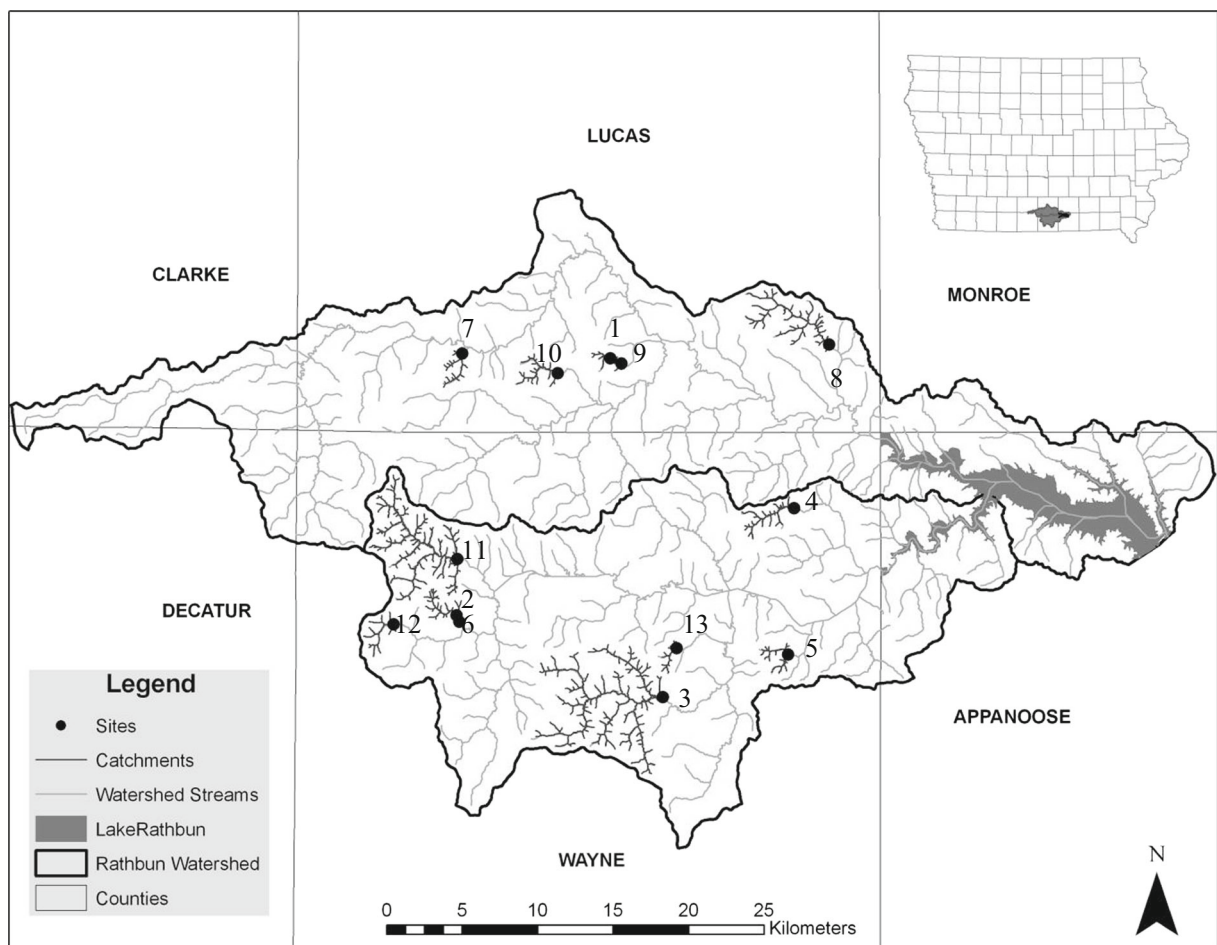 LUCAS
CLARKE
MONROE
7
1
10
9
8
4
11
DECATUR
2
12
6
13
5
3
APPANOOSE
WAYNE
Legend
Sites
Catchments
Watershed Streams
LakeRathbun
Rathbun Watershed
Counties
N
0 5 10 15 20 25
Kilometers